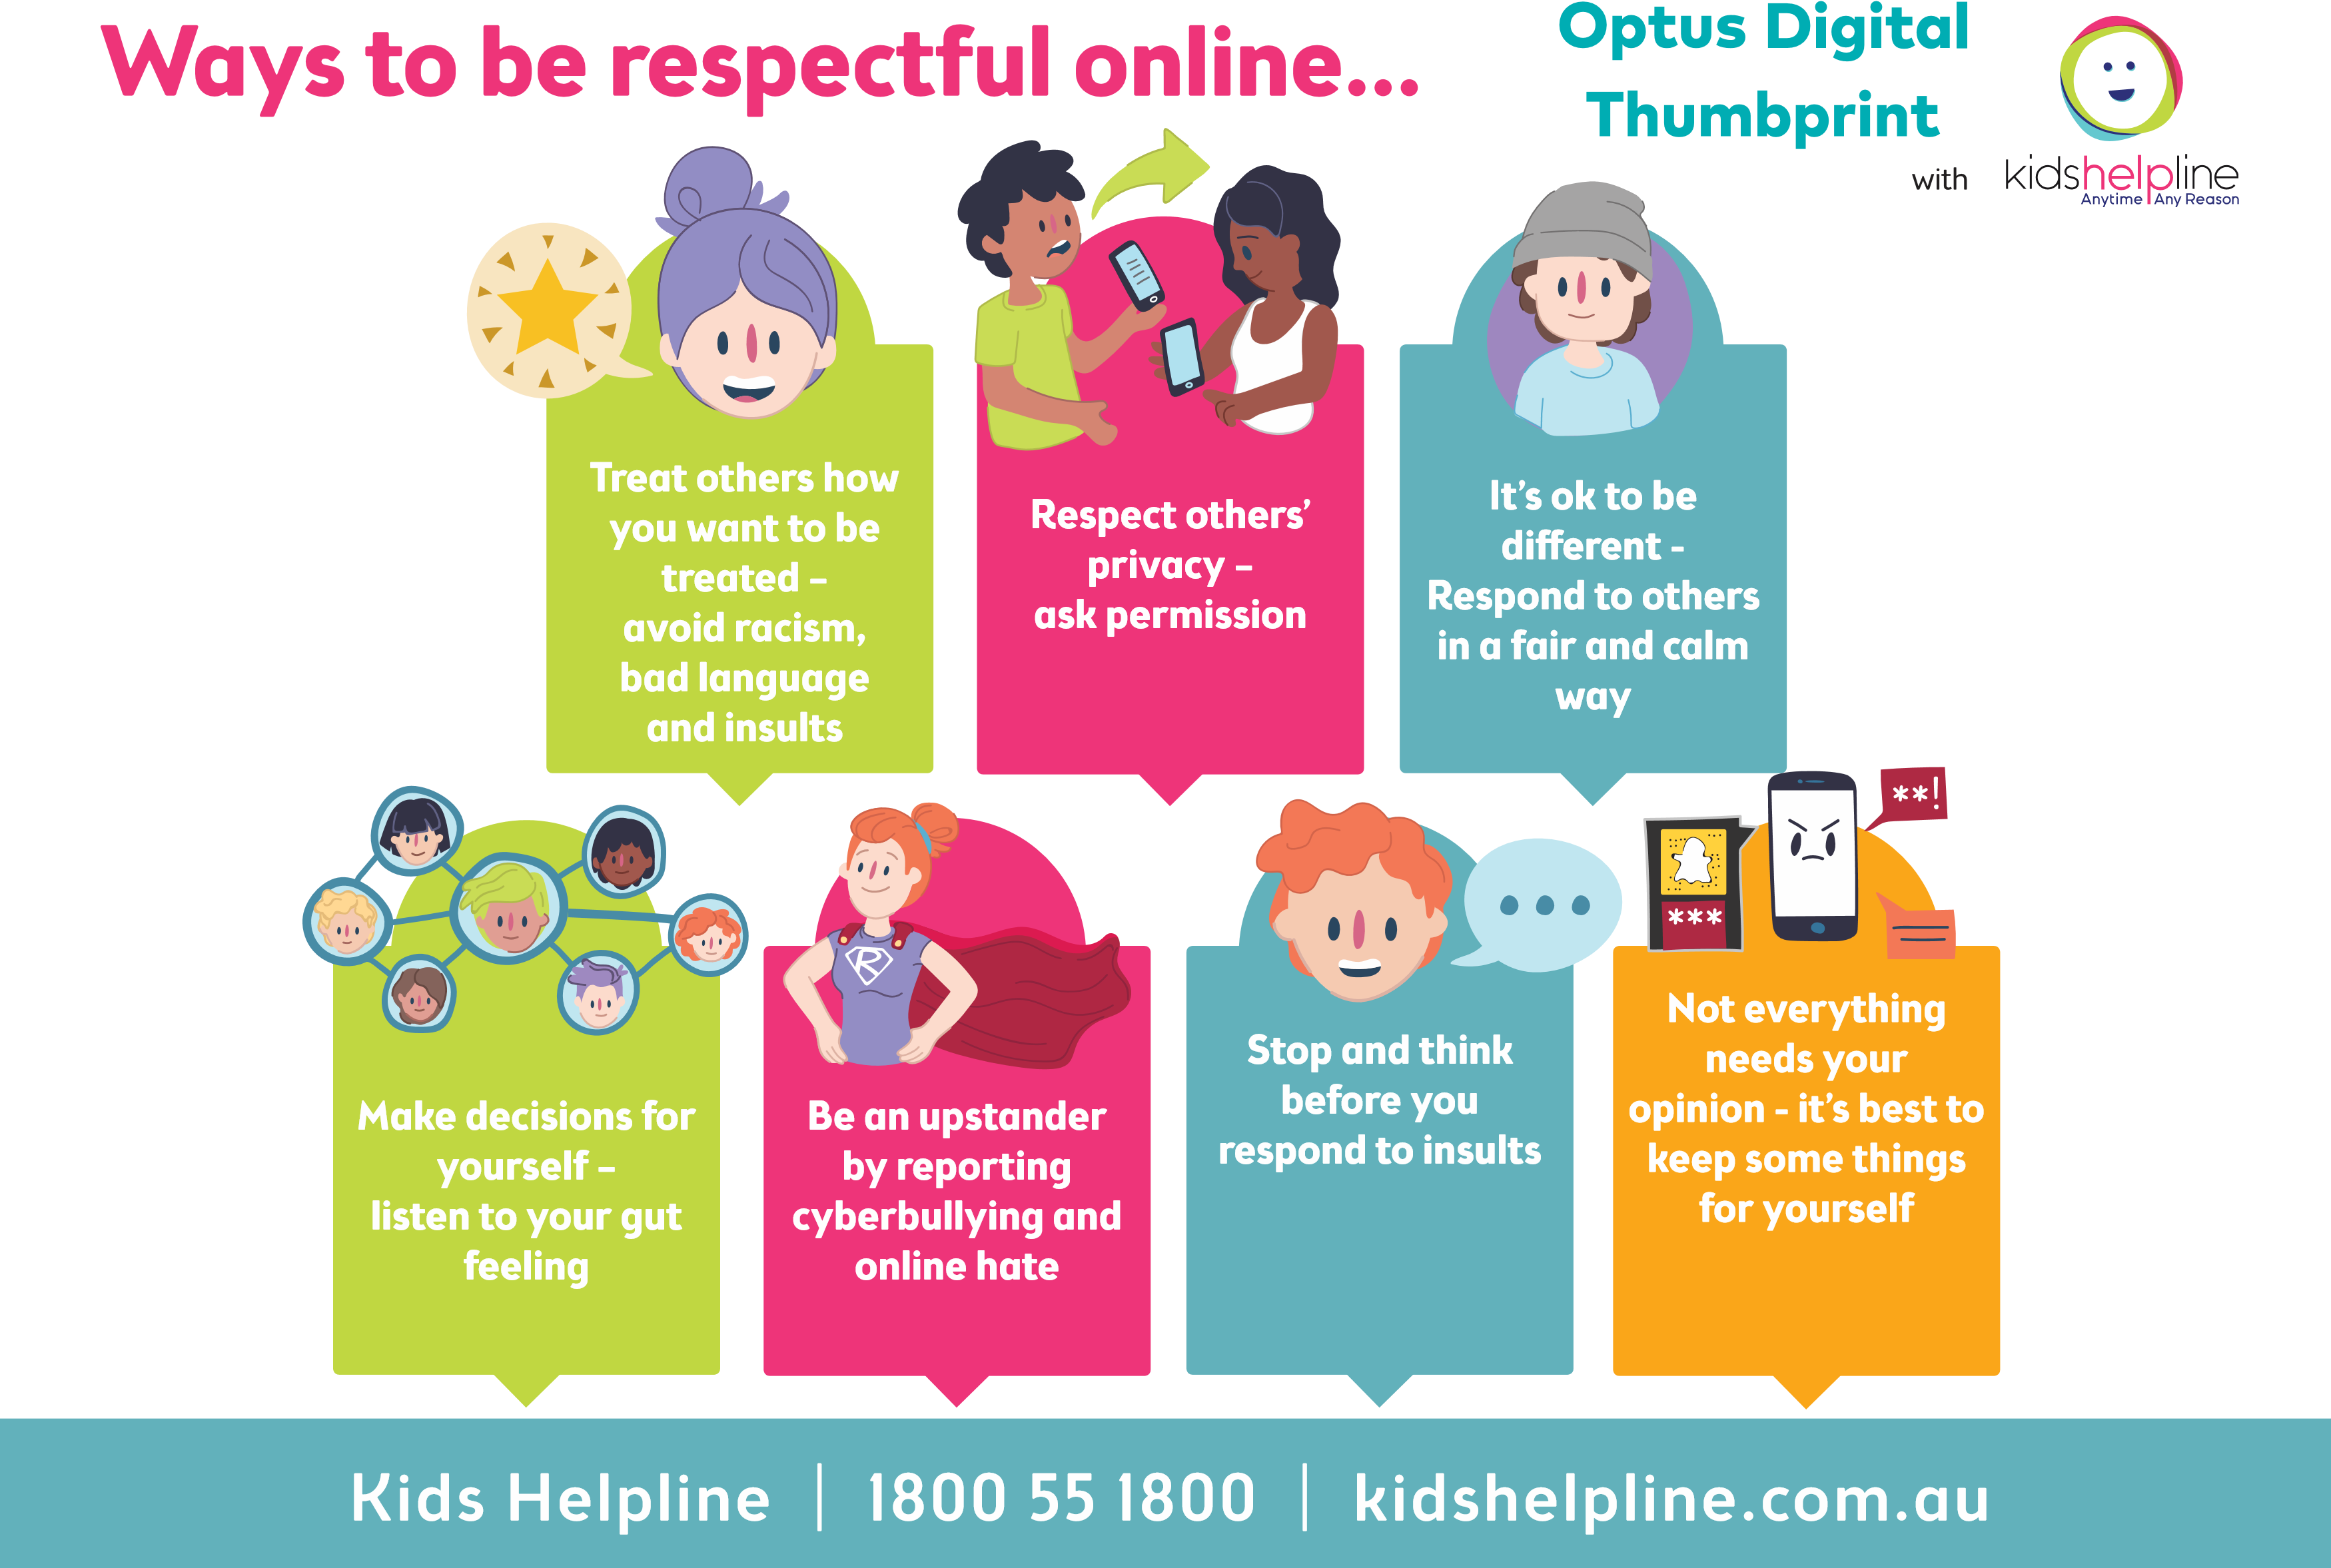 Ways to be respectful online...
Optus Digital
Thumbprint
with
kidshelpline
Anytime Any Reason
Treat others how
you want to be
treated –
avoid racism,
bad language
and insults
Respect others’
privacy –
ask permission
It’s ok to be
different -
Respond to others
in a fair and calm
way
Make decisions for
yourself –
listen to your gut
feeling
R
Be an upstander
by reporting
cyberbullying and
online hate
Stop and think
before you
respond to insults
**!
***
Not everything
needs your
opinion - it’s best to
keep some things
for yourself
Kids Helpline | 1800 55 1800 | kidshelpline.com.au